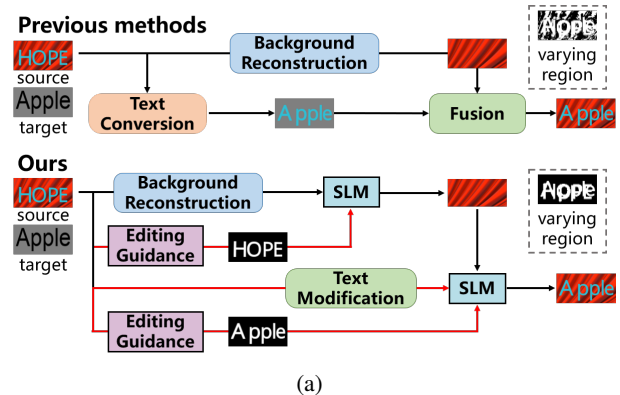 Previous methods
HOPE
source
Apple
target
Background
Reconstruction
Text
Conversion
Apple
Fusion
Apple
varying
region
Apple
Ours
HOPE
source
Apple
target
Background
Reconstruction
SLM
Editing
Guidance
HOPE
Text
Modification
SLM
Editing
Guidance
Apple
varying
region
Apple
(a)